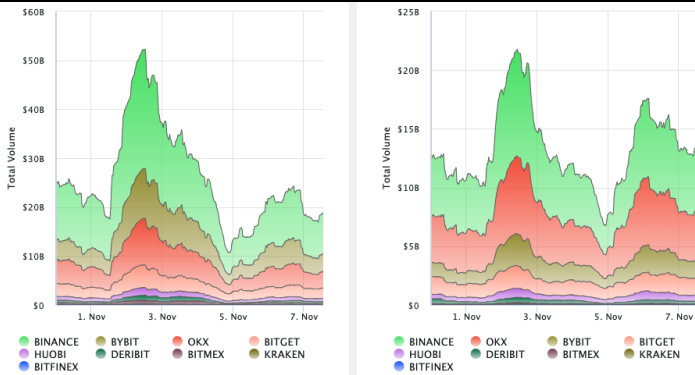 $60B
$50B
$40B
$30B
$20B
$10B
$0
Total Volume
1. Nov 3. Nov 5. Nov 7. Nov
BINANCE BYBIT OKX BITGET
HUOBI DERIBIT BITMEX KRAKEN
BITFINEX
$25B
$20B
$15B
$10B
$5B
$0
Total Volume
1. Nov 3. Nov 5. Nov 7. Nov
BINANCE OKX BYBIT BITGET
HUOBI DERIBIT BITMEX KRAKEN
BITFINEX